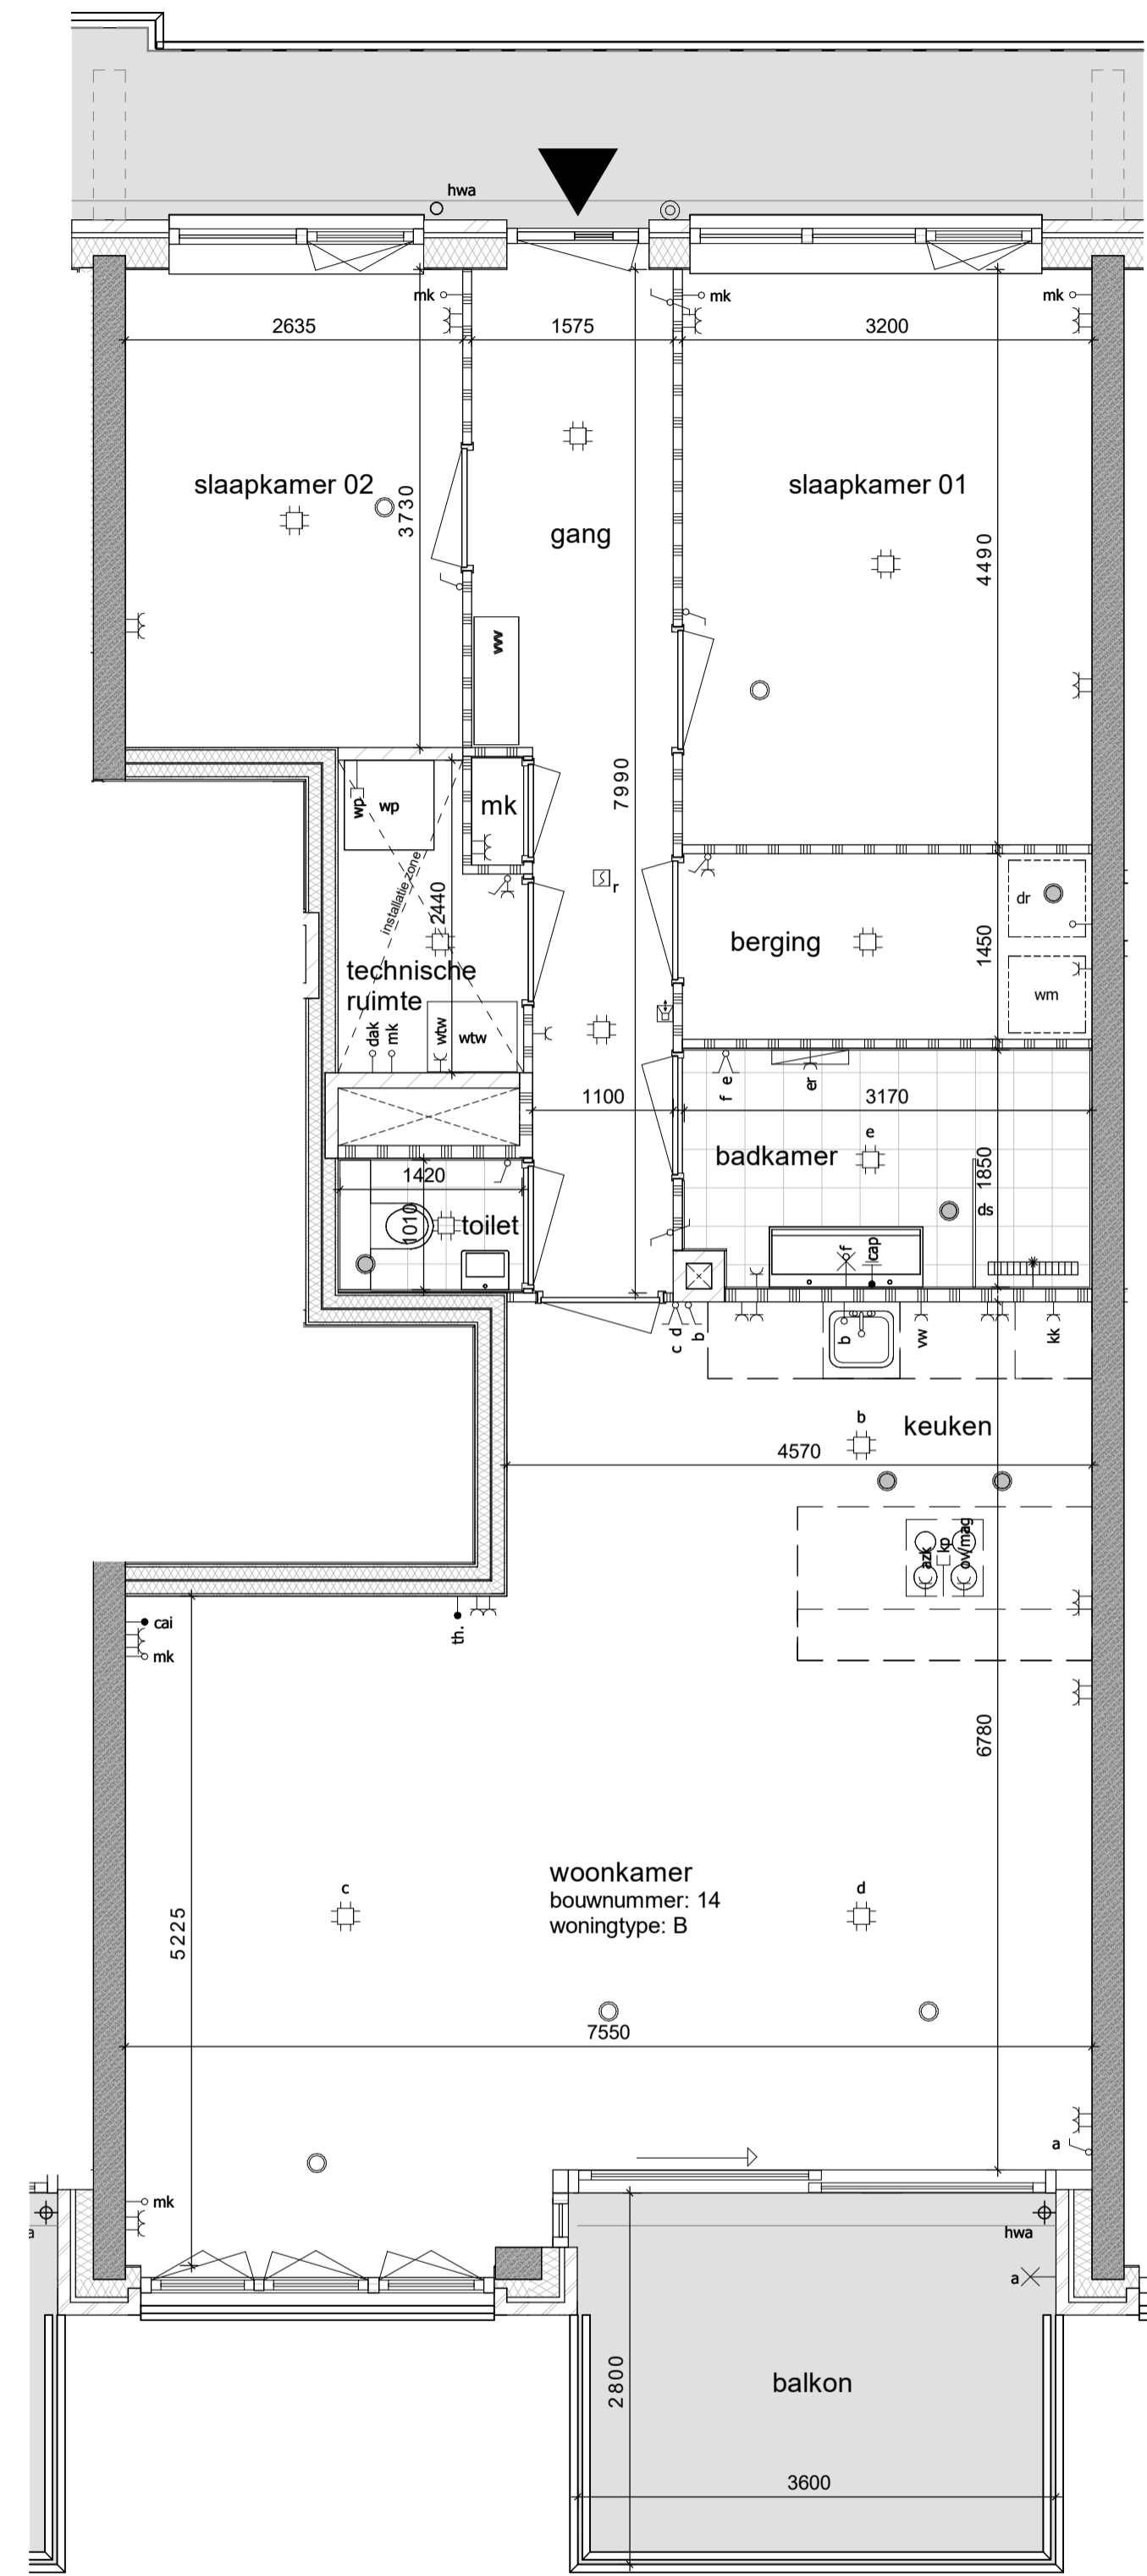 hwa
mk
mk
mk
2635
1575
3200
slaapkamer 02
slaapkamer 01
3730
gang
4490
vvv
7990
wp
wp
mk
installatie zone
2440
r
dr
berging
1450
technische
ruimte
wm
dak
mk
wtw
wtw
f
e
er
1100
3170
e
badkamer
1850
1420
1010
toilet
ds
f
cap
c
d
b
b
vw
kk
b
keuken
4570
azk
kp
ov/mag
cai
mk
th.
6780
woonkamer
bouwnummer: 14
woningtype: B
c
d
5225
7550
a
mk
a
hwa
a
balkon
2800
3600